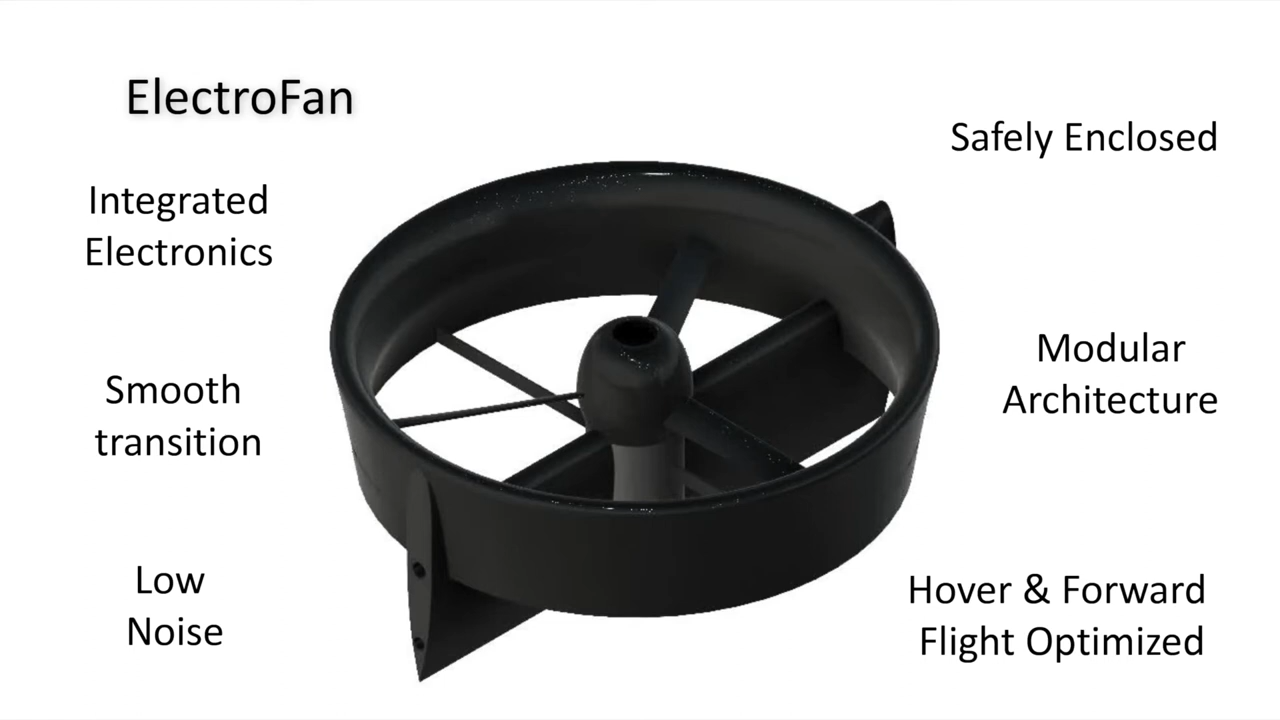 ElectroFan
Safely Enclosed
Integrated
Electronics
Modular
Architecture
Smooth
transition
Low
Noise
Hover & Forward
Flight Optimized